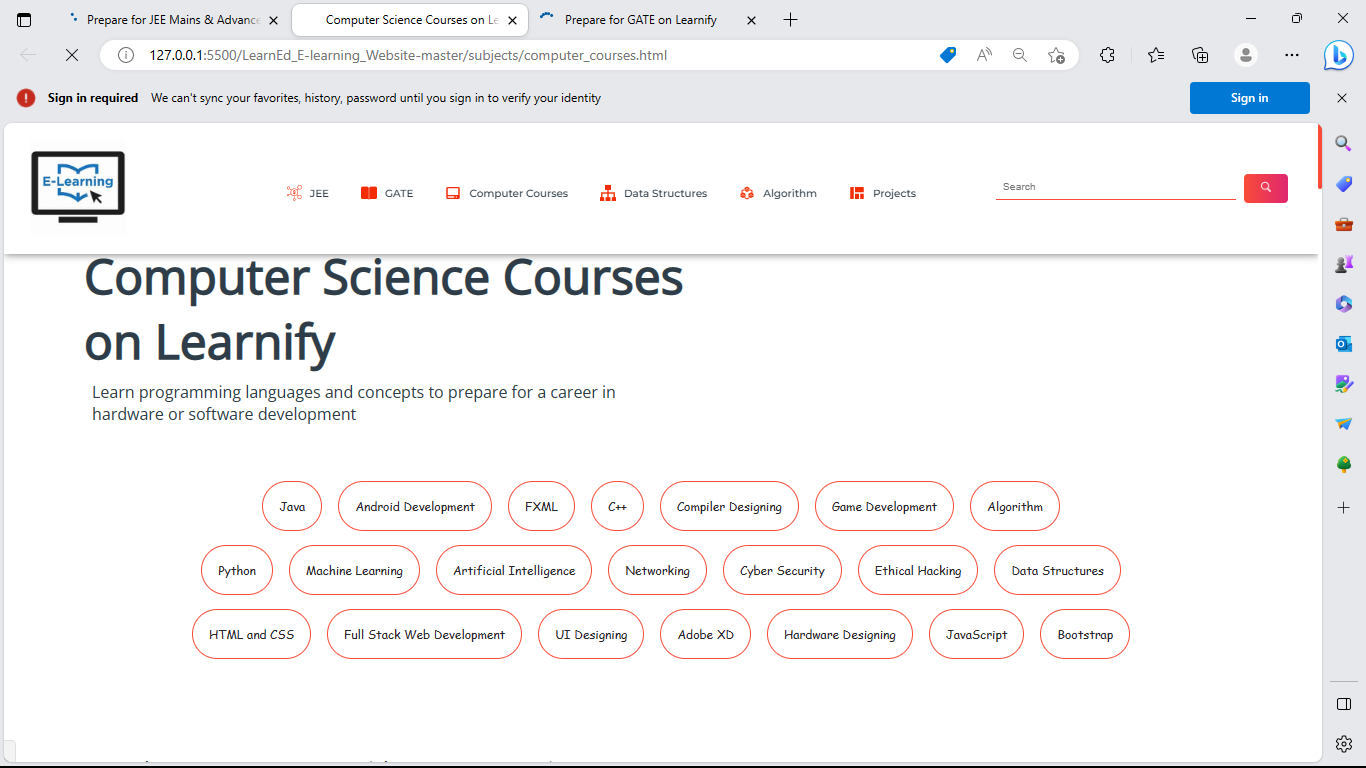 Prepare for JEE Mains & Advance
Computer Science Courses on Le
Prepare for GATE on Learnify
127.0.0.1:5500/LearnEd_E-learning_Website-master/subjects/computer_courses.html
Sign in required We can't sync your favorites, history, password until you sign in to verify your identity
Sign in
E-Learning
JEE
GATE
Computer Courses
Data Structures
Algorithm
Projects
Search
Computer Science Courses
on Learnify
Learn programming languages and concepts to prepare for a career in
hardware or software development
Java
Android Development
FXML
C++
Compiler Designing
Game Development
Algorithm
Python
Machine Learning
Artificial Intelligence
Networking
Cyber Security
Ethical Hacking
Data Structures
HTML and CSS
Full Stack Web Development
UI Designing
Adobe XD
Hardware Designing
JavaScript
Bootstrap